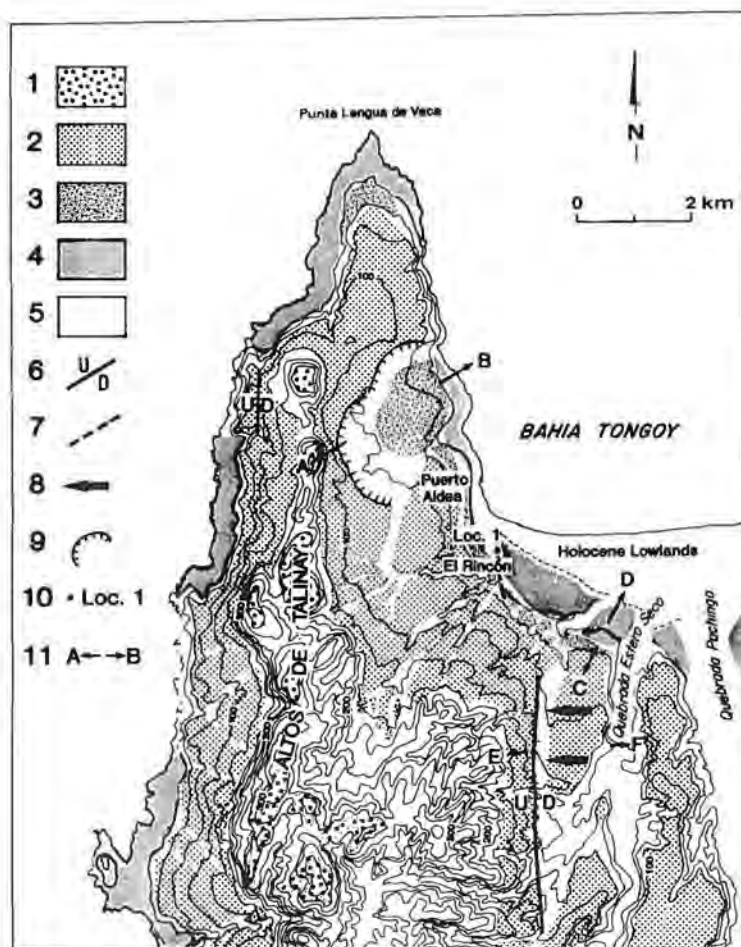 1
2
3
4
5
6 U/D
7
8
9
10 • Loc. 1
11 A←→B
Punta Lengua de Vaca
N
0 2 km
100
U D
B
A
BAHIA TONGOY
Puerto
Aldea
Loc. 1
El Rincón
Holocene Lowlands
D
C
Quebrada Estero Seco
Quebrada Pachingo
ALTOS DE TALINAY
E
F
U D
200
100